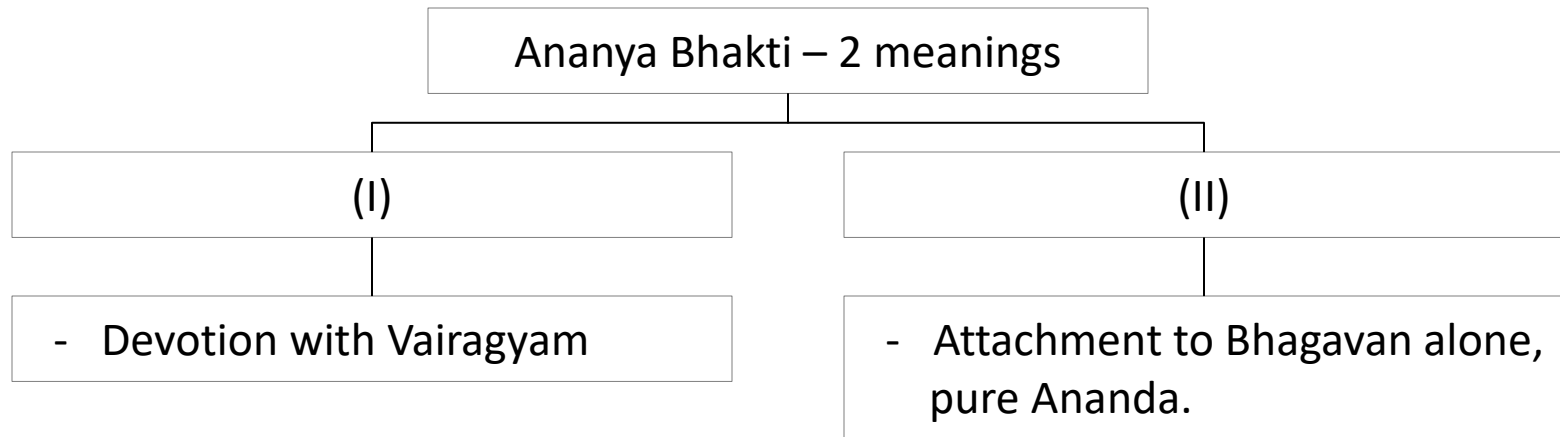 Ananya Bhakti – 2 meanings
(I)
- Devotion with Vairagyam
(II)
- Attachment to Bhagavan alone,
pure Ananda.